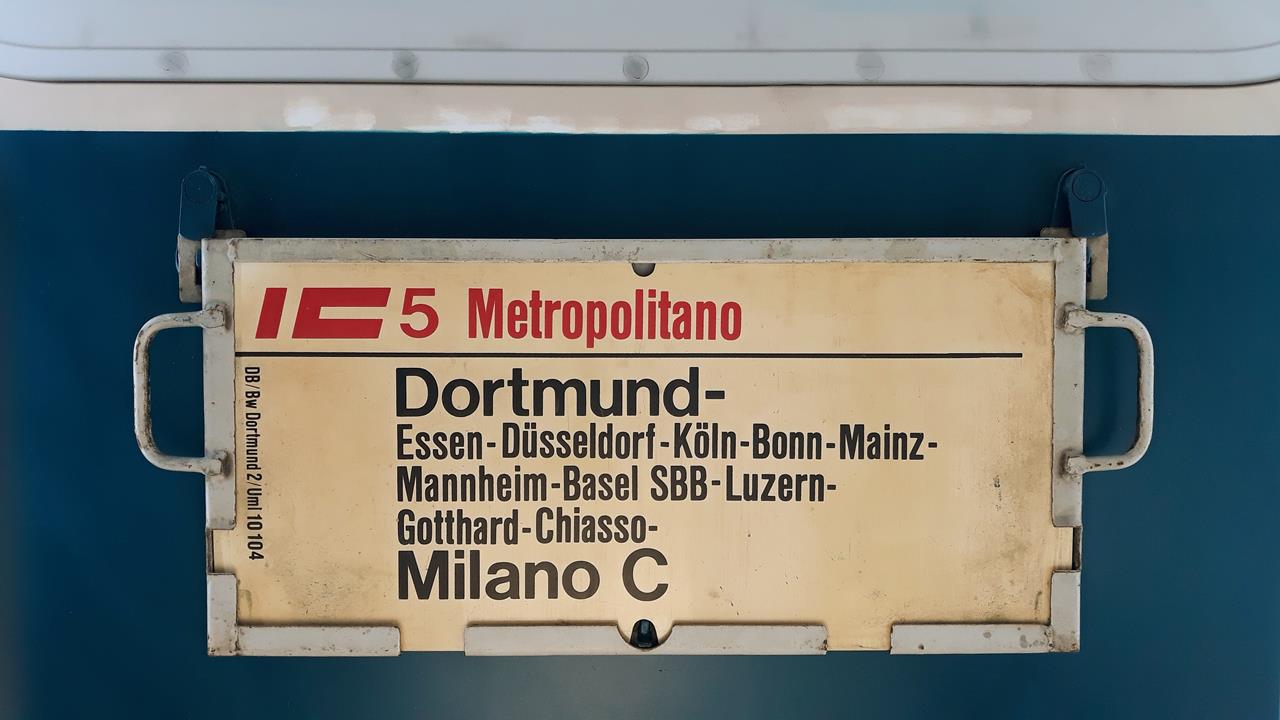 IC 5 Metropolitano
Dortmund-
Essen-Düsseldorf-Köln-Bonn-Mainz-
Mannheim-Basel SBB-Luzern-
Gotthard-Chiasso-
Milano C
DB/Bw Dortmund 2/Uml 10 104